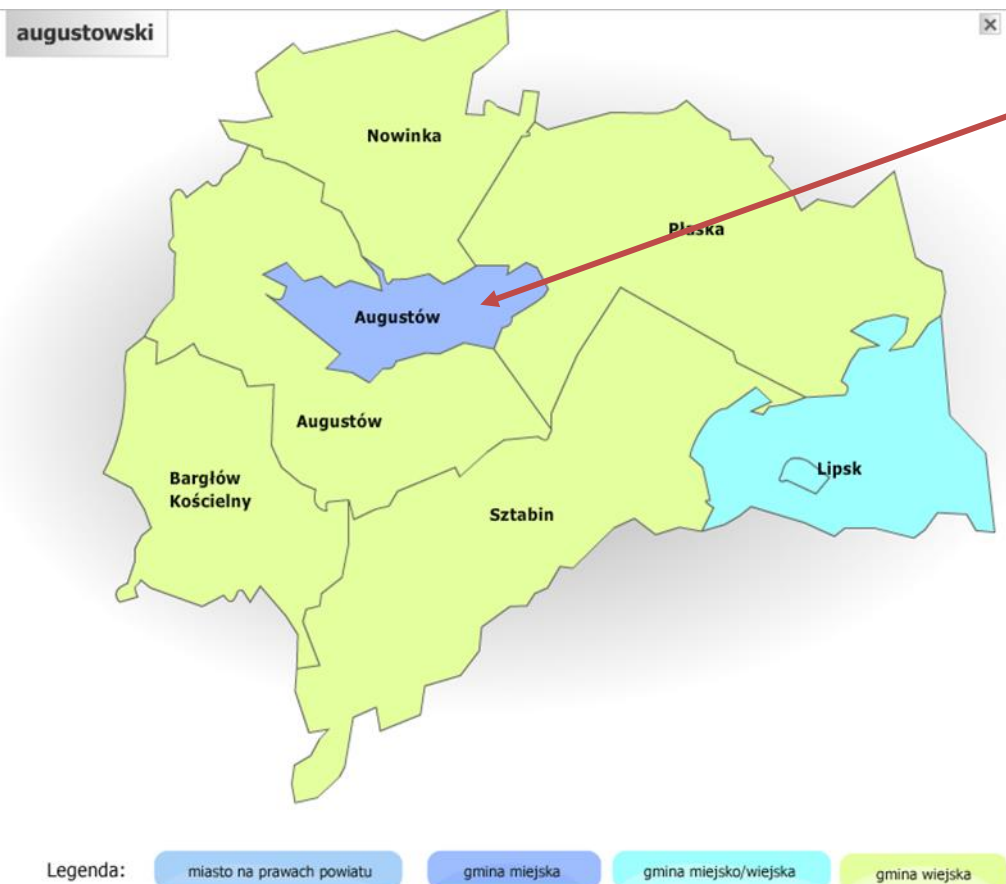 augustowski
Nowinka
Płaska
Augustów
Augustów
Bargłów
Kościelny
Lipsk
Sztabin
Legenda:
miasto na prawach powiatu
gmina miejska
gmina miejsko/wiejska
gmina wiejska